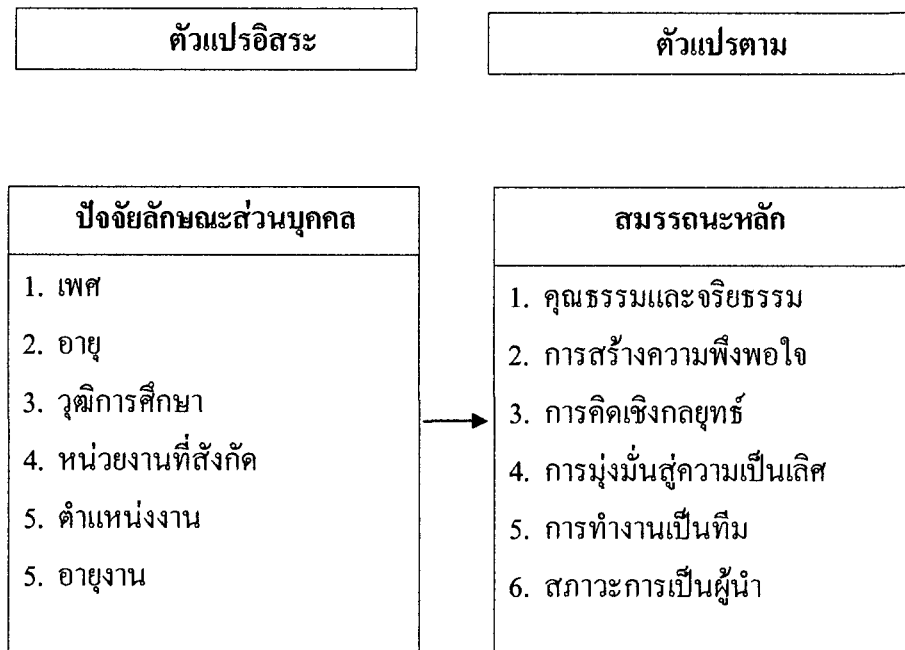 ตัวแปรอิสระ
ตัวแปรตาม
ปัจจัยลักษณะส่วนบุคคล
1. เพศ
2. อายุ
3. วุฒิการศึกษา
4. หน่วยงานที่สังกัด
5. ตำแหน่งงาน
5. อายุงาน
สมรรถนะหลัก
1. คุณธรรมและจริยธรรม
2. การสร้างความพึงพอใจ
3. การคิดเชิงกลยุทธ์
4. การมุ่งมั่นสู่ความเป็นเลิศ
5. การทำงานเป็นทีม
6. สภาวะการเป็นผู้นำ